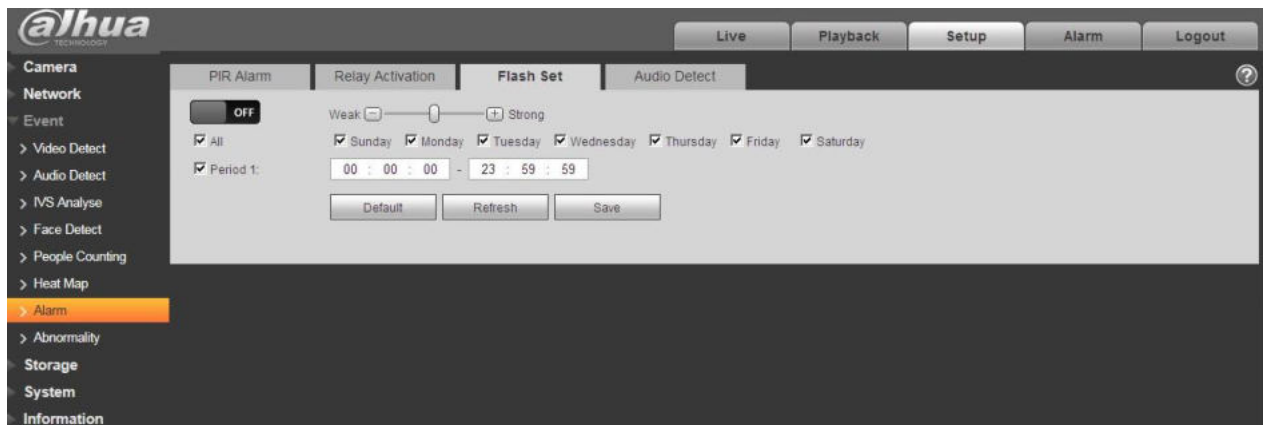 alhua
TECHNOLOGY
Live Playback Setup Alarm Logout
Camera
Network
Event
> Video Detect
> Audio Detect
> IVS Analyse
> Face Detect
> People Counting
> Heat Map
> Alarm
> Abnormality
Storage
System
Information
PIR Alarm Relay Activation Flash Set Audio Detect ?
OFF Weak - + Strong
All Sunday Monday Tuesday Wednesday Thursday Friday Saturday
Period 1: 00 : 00 : 00 - 23 : 59 : 59
Default Refresh Save